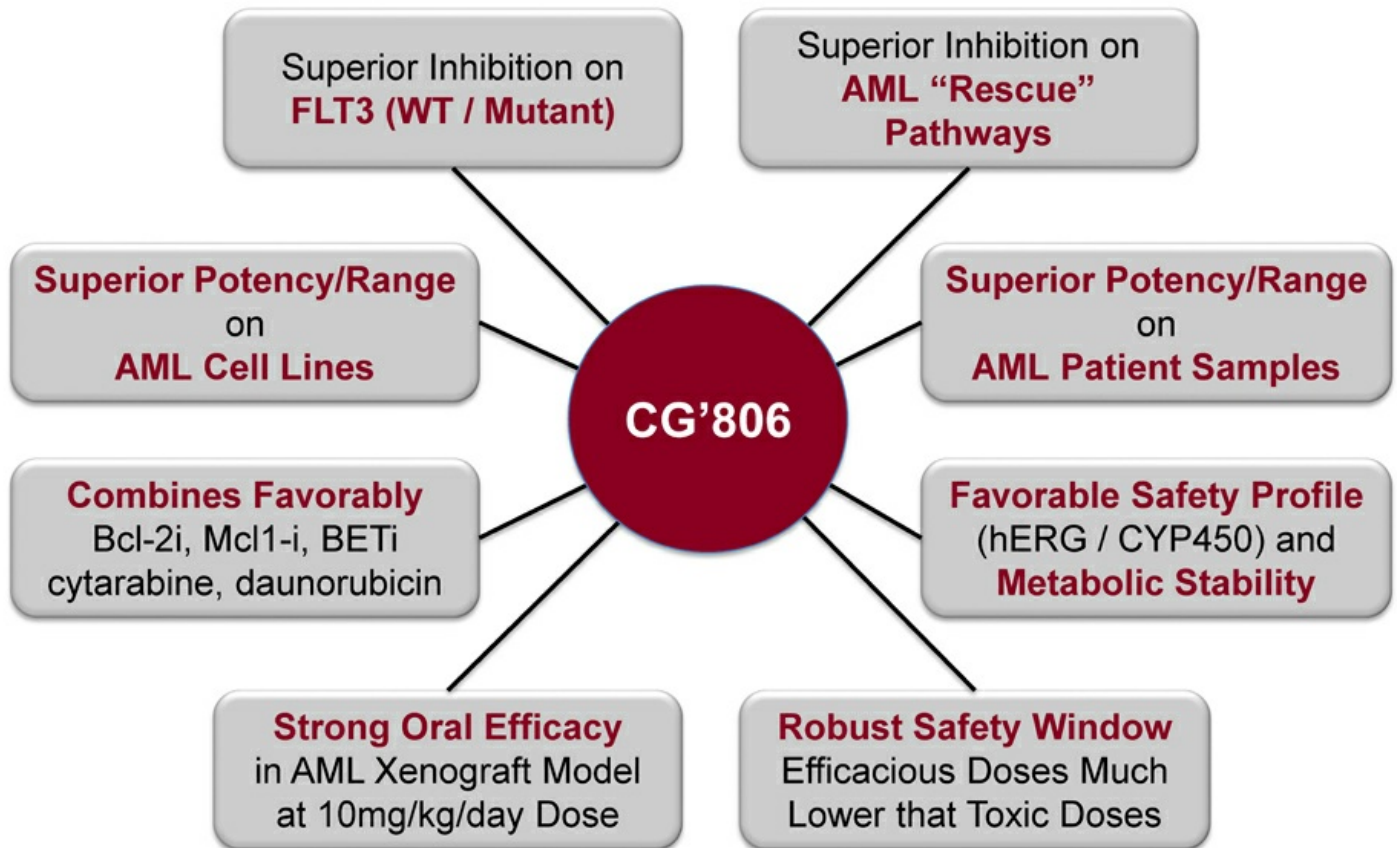 Superior Inhibition on
FLT3 (WT / Mutant)
Superior Inhibition on
AML “Rescue”
Pathways
Superior Potency/Range
on
AML Cell Lines
Superior Potency/Range
on
AML Patient Samples
CG’806
Combines Favorably
Bcl-2i, Mcl1-i, BETi
cytarabine, daunorubicin
Favorable Safety Profile
(hERG / CYP450) and
Metabolic Stability
Strong Oral Efficacy
in AML Xenograft Model
at 10mg/kg/day Dose
Robust Safety Window
Efficacious Doses Much
Lower that Toxic Doses